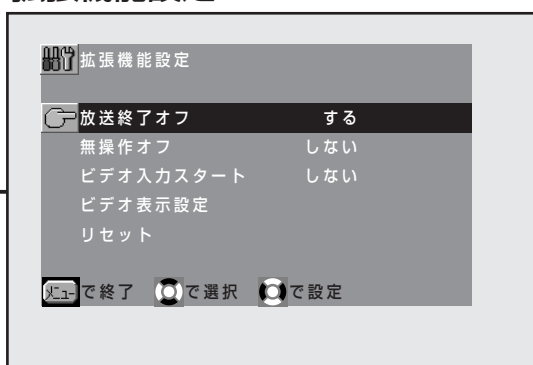 拡張機能設定
拡張機能設定
放送終了オフ する
無操作オフ しない
ビデオ入力スタート しない
ビデオ表示設定
リセット
メニューで終了 で選択 で設定